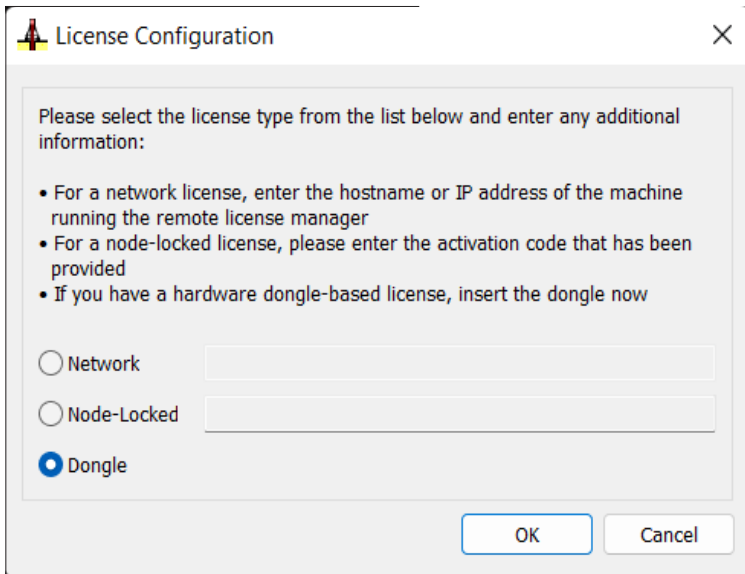 License Configuration
Please select the license type from the list below and enter any additional
information:
• For a network license, enter the hostname or IP address of the machine
running the remote license manager
• For a node-locked license, please enter the activation code that has been
provided
• If you have a hardware dongle-based license, insert the dongle now
Network
Node-Locked
Dongle
OK Cancel